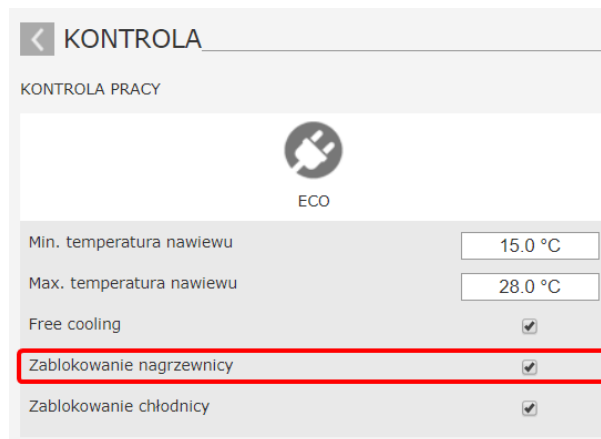 KONTROLA
KONTROLA PRACY
ECO
Min. temperatura nawiewu 15.0 °C
Max. temperatura nawiewu 28.0 °C
Free cooling
Zablokowanie nagrzewnicy
Zablokowanie chłodnicy